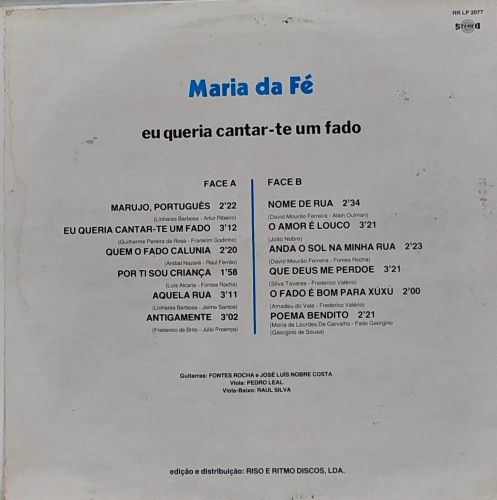 RR LP 2077
STEREO
Maria da Fé
eu queria cantar-te um fado
FACE A
MARUJO, PORTUGUÊS 2'22
(Linhares Barbosa - Artur Ribeiro)
EU QUERIA CANTAR-TE UM FADO 3'12
(Guilherme Pereira da Rosa - Franklim Godinho)
QUEM O FADO CALUNIA 2'20
(Aníbal Nazaré - Raul Ferrão)
POR TI SOU CRIANÇA 1'58
(Luís Alcaria - Fontes Rocha)
AQUELA RUA 3'11
(Linhares Barbosa - Jaime Santos)
ANTIGAMENTE 3'02
(Frederico de Brito - Júlio Proença)
FACE B
NOME DE RUA 2'34
(David Mourão Ferreira - Alain Oulman)
O AMOR É LOUCO 3'21
(João Nobre)
ANDA O SOL NA MINHA RUA 2'23
(David Mourão Ferreira - Fontes Rocha)
QUE DEUS ME PERDOE 3'21
(Silva Tavares - Frederico Valério)
O FADO É BOM PARA XÚXÚ 2'00
(Amadeu do Vale - Frederico Valério)
POEMA BENDITO 2'21
(Maria de Lourdes De Carvalho - Fado Georgino
(Georgino de Sousa)
Guitarras: FONTES ROCHA e JOSÉ LUÍS NOBRE COSTA
Viola: PEDRO LEAL
Viola-Baixo: RAUL SILVA
edição e distribuição: RISO E RITMO DISCOS, LDA.